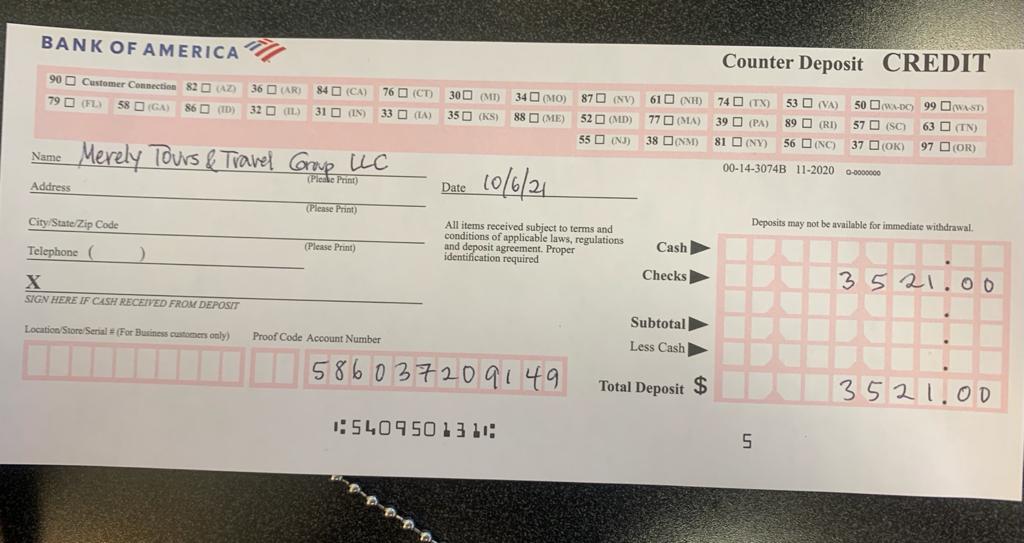 BANK OF AMERICA
Counter Deposit CREDIT
90 Customer Connection 82 (AZ) 36 (AR) 84 (CA) 76 (CT) 30 (MI) 34 (MO) 87 (NV) 61 (NH) 74 (TX) 53 (VA) 50 (WA-DC) 99 (WA-ST)
79 (FL) 58 (GA) 86 (ID) 32 (IL) 31 (IN) 33 (IA) 35 (KS) 88 (ME) 52 (MD) 77 (MA) 39 (PA) 89 (RI) 57 (SC) 63 (TN)
55 (NJ) 38 (NM) 81 (NY) 56 (NC) 37 (OK) 97 (OR)
00-14-3074B 11-2020 G-0000000
Name Merely Tours & Travel Group LLC
(Please Print)
Date 10/6/21
Address
(Please Print)
City/State/Zip Code
(Please Print)
Telephone ( )
X
SIGN HERE IF CASH RECEIVED FROM DEPOSIT
All items received subject to terms and
conditions of applicable laws, regulations
and deposit agreement. Proper
identification required
Deposits may not be available for immediate withdrawal.
Cash
Checks 3521.00
Subtotal
Less Cash
Total Deposit $ 3521.00
Location/Store/Serial # (For Business customers only)
Proof Code Account Number
586037209149
⑆540950131⑆
5